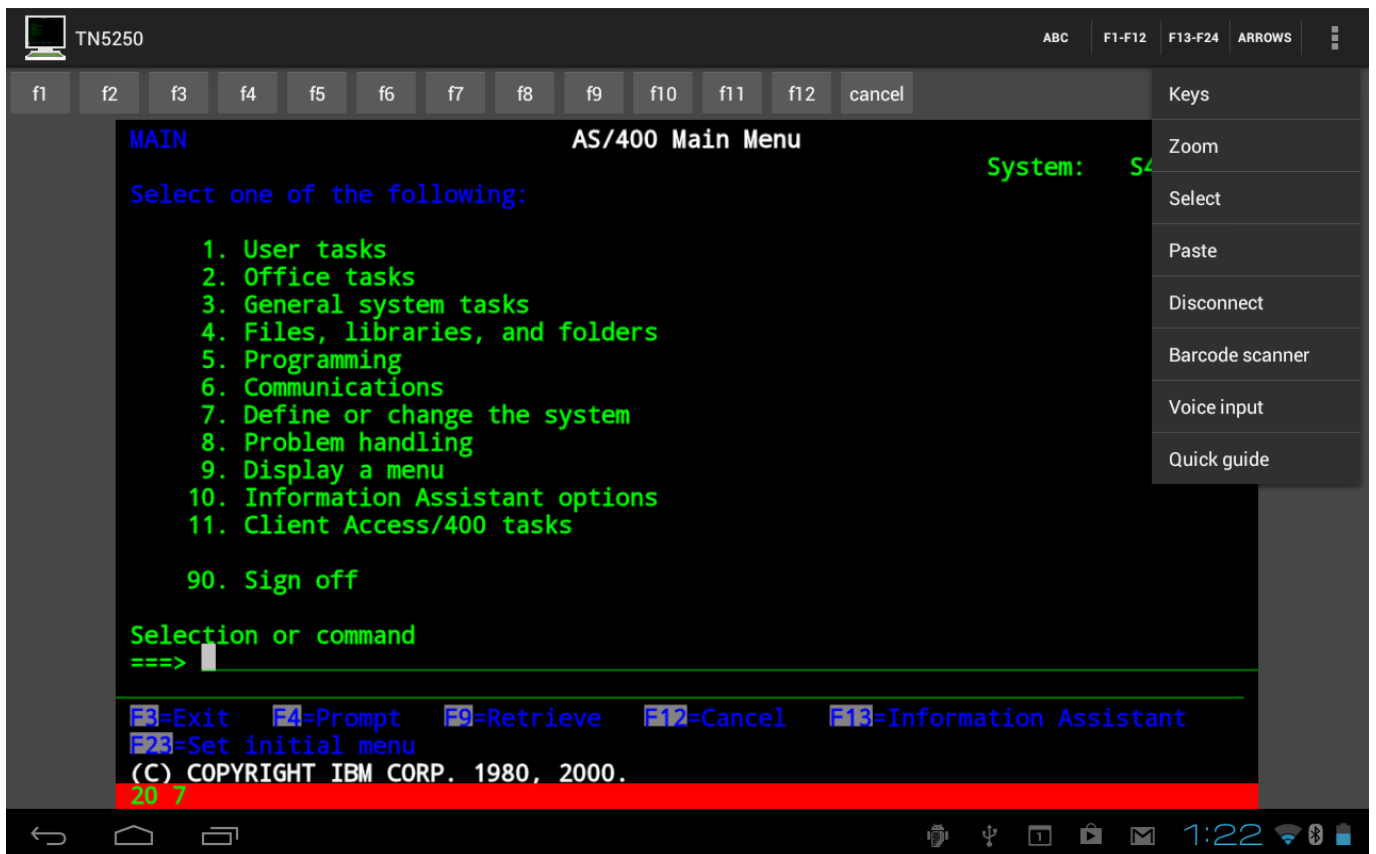 TN5250 ABC F1-F12 F13-F24 ARROWS
f1 f2 f3 f4 f5 f6 f7 f8 f9 f10 f11 f12 cancel
Keys
Zoom
Select
Paste
Disconnect
Barcode scanner
Voice input
Quick guide
MAIN AS/400 Main Menu
System: S4
Select one of the following:
1. User tasks
2. Office tasks
3. General system tasks
4. Files, libraries, and folders
5. Programming
6. Communications
7. Define or change the system
8. Problem handling
9. Display a menu
10. Information Assistant options
11. Client Access/400 tasks
90. Sign off
Selection or command
===>
F3=Exit F4=Prompt F9=Retrieve F12=Cancel F13=Information Assistant
F23=Set initial menu
(C) COPYRIGHT IBM CORP. 1980, 2000.
20 7
1 1:22